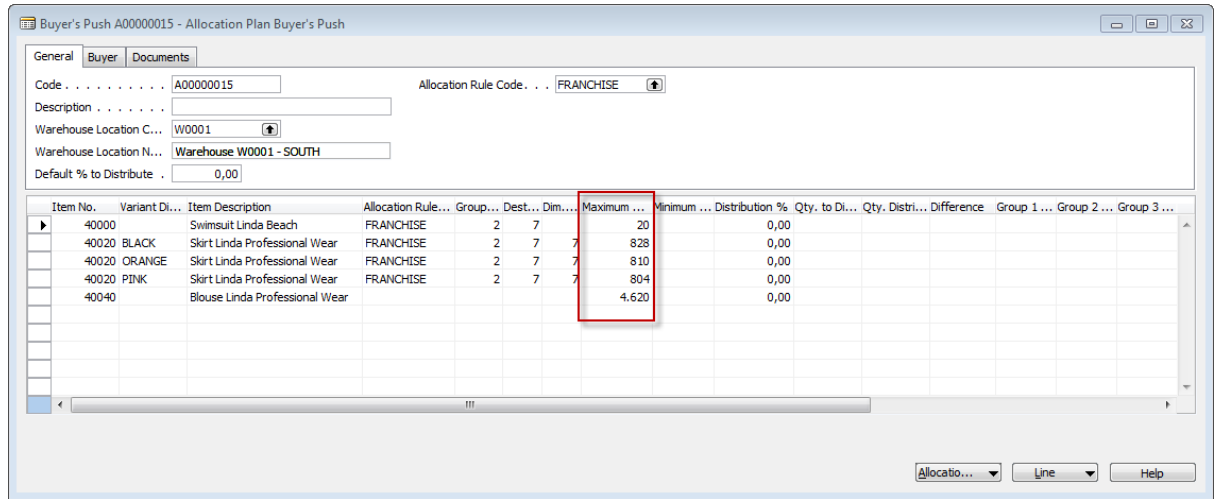 Buyer's Push A00000015 - Allocation Plan Buyer's Push
General Buyer Documents
Code . . . . . . . . . . A00000015 Allocation Rule Code. . . FRANCHISE
Description . . . . . . .
Warehouse Location C... W0001
Warehouse Location N... Warehouse W0001 - SOUTH
Default % to Distribute . 0,00
Item No. Variant Di... Item Description Allocation Rule... Group... Dest... Dim.... Maximum ... Minimum ... Distribution % Qty. to Di... Qty. Distri... Difference Group 1 ... Group 2 ... Group 3 ...
40000 Swimsuit Linda Beach FRANCHISE 2 7 20 0,00
40020 BLACK Skirt Linda Professional Wear FRANCHISE 2 7 7 828 0,00
40020 ORANGE Skirt Linda Professional Wear FRANCHISE 2 7 7 810 0,00
40020 PINK Skirt Linda Professional Wear FRANCHISE 2 7 7 804 0,00
40040 Blouse Linda Professional Wear 4.620 0,00
Allocatio... Line Help